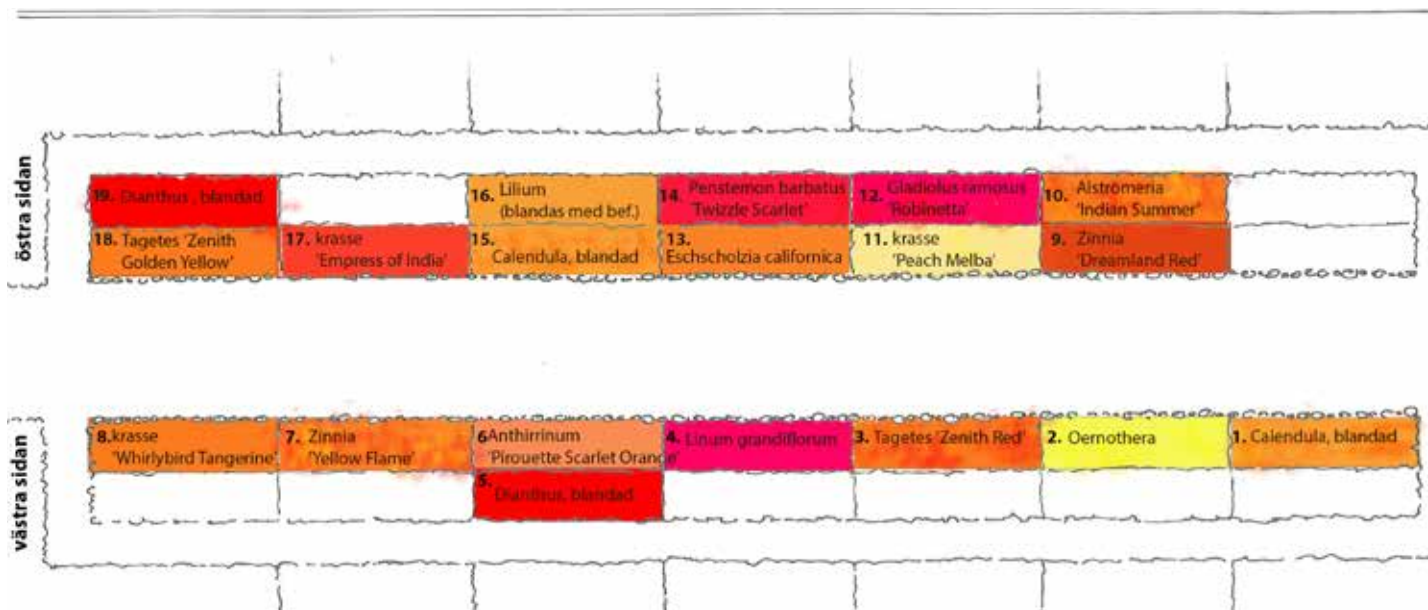 östra sidan
19. Dianthus, blandad
16. Lilium
(blandas med bef.)
14. Penstemon barbatus
'Twizzle Scarlet'
12. Gladiolus ramosus
'Robinetta'
10. Alstromeria
'Indian Summer'
18. Tagetes 'Zenith
Golden Yellow'
17. krasse
'Empress of India'
15.
Calendula, blandad
13.
Eschscholzia californica
11. krasse
'Peach Melba'
9. Zinnia
'Dreamland Red'
västra sidan
8. krasse
'Whirlybird Tangerine'
7. Zinnia
'Yellow Flame'
6 Anthirrinum
'Pirouette Scarlet Orange'
4. Linum grandiflorum
3. Tagetes 'Zenith Red'
2. Oernothera
1. Calendula, blandad
5.
Dianthus, blandad